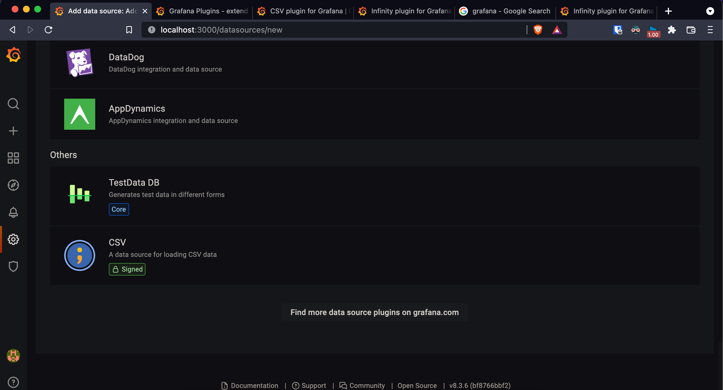 Add data source: Add
Grafana Plugins - extend
CSV plugin for Grafana |
Infinity plugin for Grafana
grafana - Google Search
Infinity plugin for Grafana
localhost:3000/datasources/new
1.00
DataDog
DataDog integration and data source
AppDynamics
AppDynamics integration and data source
Others
TestData DB
Generates test data in different forms
Core
CSV
A data source for loading CSV data
Signed
Find more data source plugins on grafana.com
Documentation | Support | Community | Open Source | v8.3.6 (bf8766bbf2)